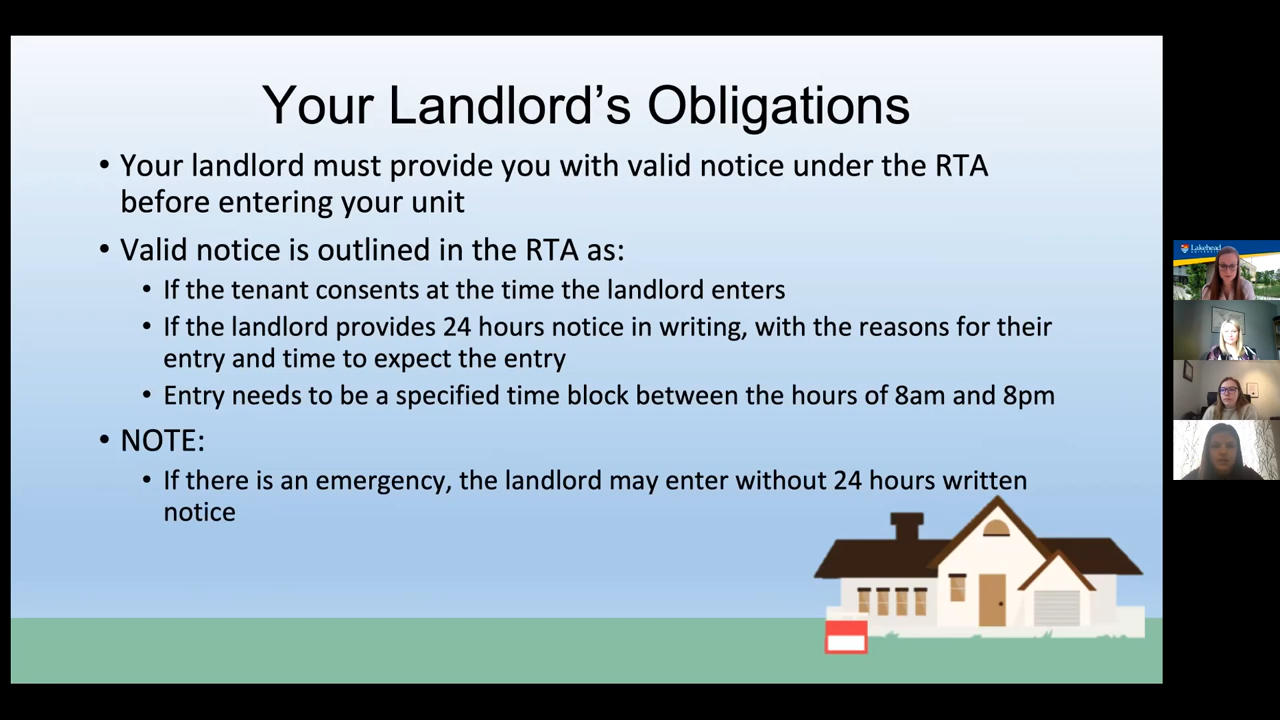 Your Landlord’s Obligations
• Your landlord must provide you with valid notice under the RTA
before entering your unit
• Valid notice is outlined in the RTA as:
• If the tenant consents at the time the landlord enters
• If the landlord provides 24 hours notice in writing, with the reasons for their
entry and time to expect the entry
• Entry needs to be a specified time block between the hours of 8am and 8pm
• NOTE:
• If there is an emergency, the landlord may enter without 24 hours written
notice
Lakehead
UNIVERSITY